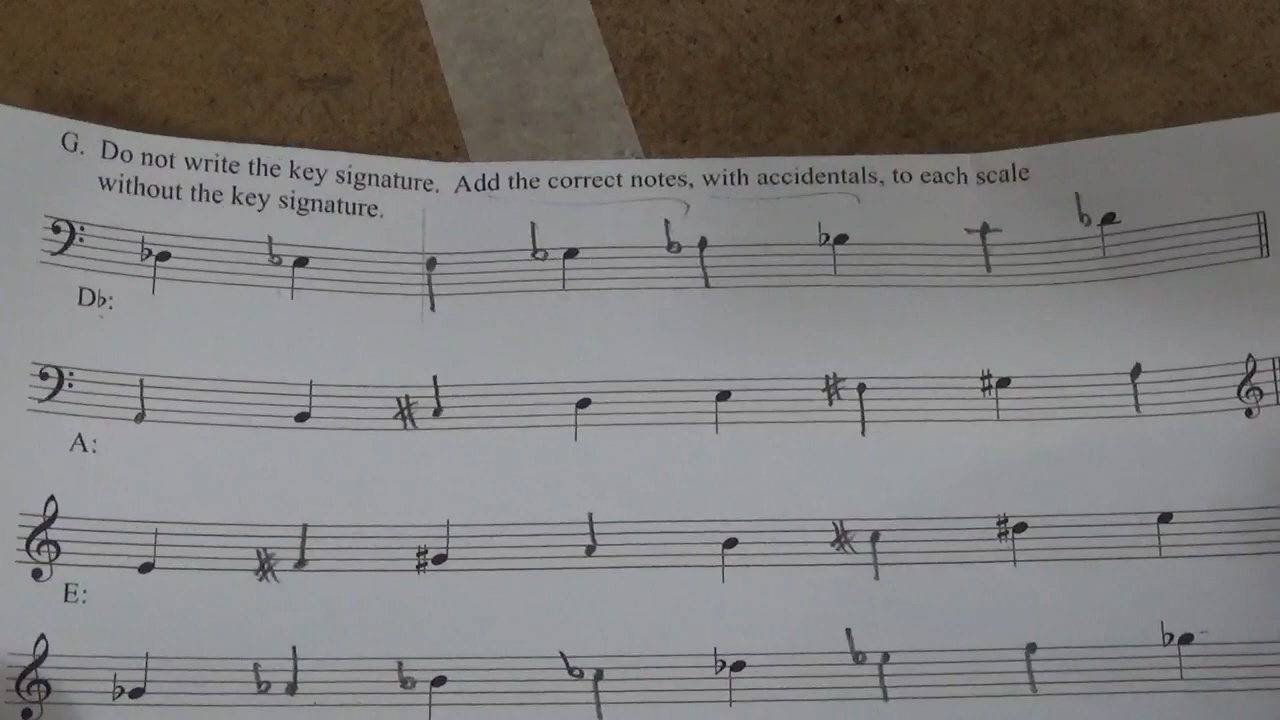 G. Do not write the key signature. Add the correct notes, with accidentals, to each scale
without the key signature.
D♭:
A:
E: